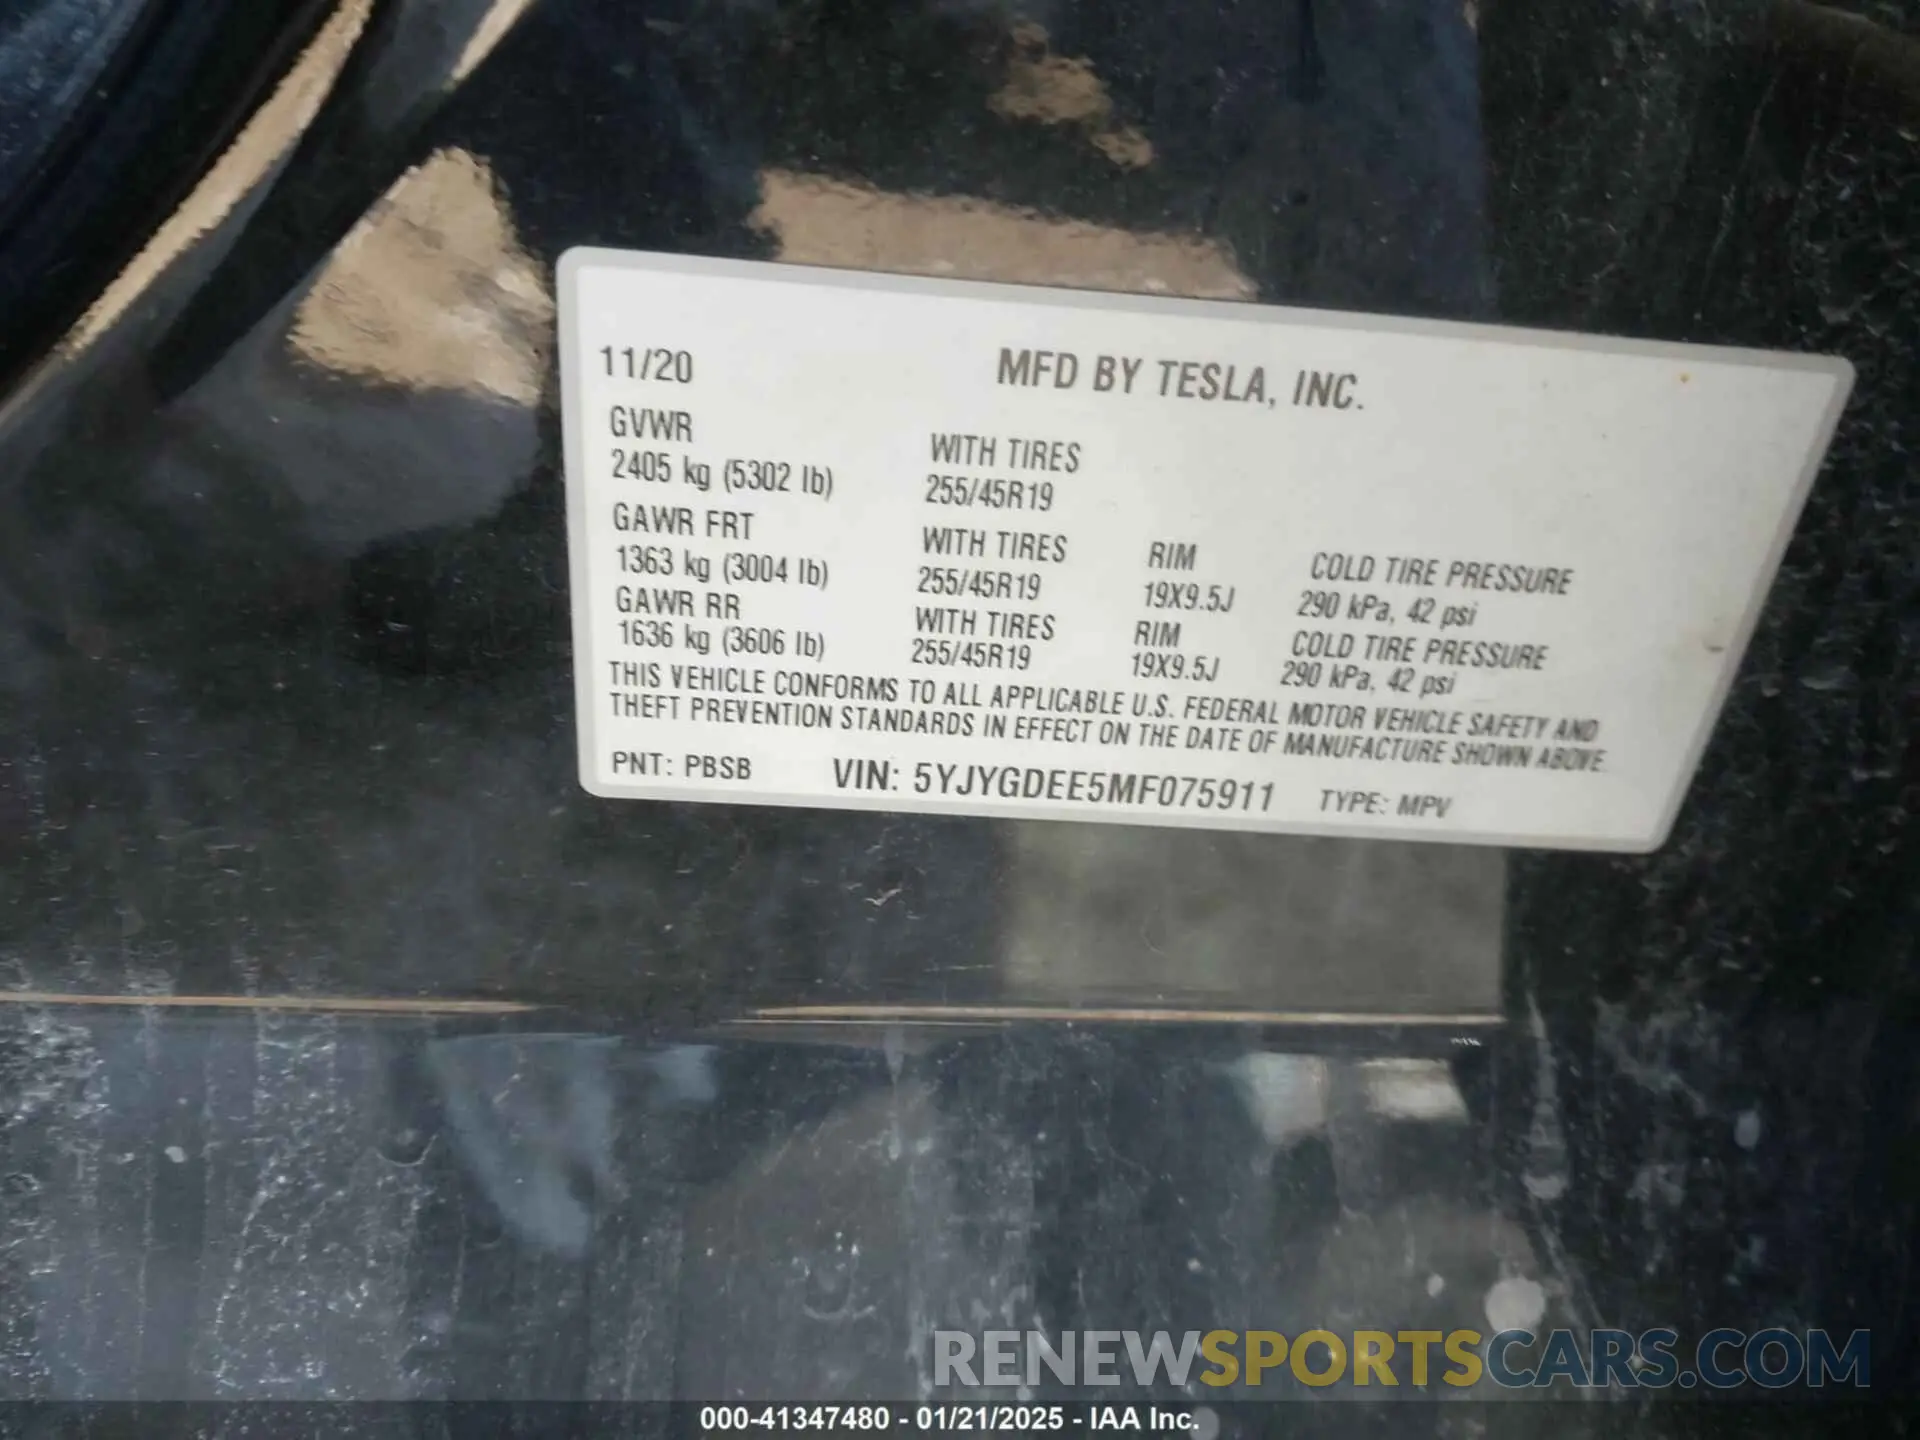 11/20 MFD BY TESLA, INC.
GVWR WITH TIRES
2405 kg (5302 lb) 255/45R19
GAWR FRT WITH TIRES RIM COLD TIRE PRESSURE
1363 kg (3004 lb) 255/45R19 19X9.5J 290 kPa, 42 psi
GAWR RR WITH TIRES RIM COLD TIRE PRESSURE
1636 kg (3606 lb) 255/45R19 19X9.5J 290 kPa, 42 psi
THIS VEHICLE CONFORMS TO ALL APPLICABLE U.S. FEDERAL MOTOR VEHICLE SAFETY AND
THEFT PREVENTION STANDARDS IN EFFECT ON THE DATE OF MANUFACTURE SHOWN ABOVE.
PNT: PBSB VIN: 5YJYGDEE5MF075911 TYPE: MPV
RENEWSPORTSCARS.COM
000-41347480 - 01/21/2025 - IAA Inc.